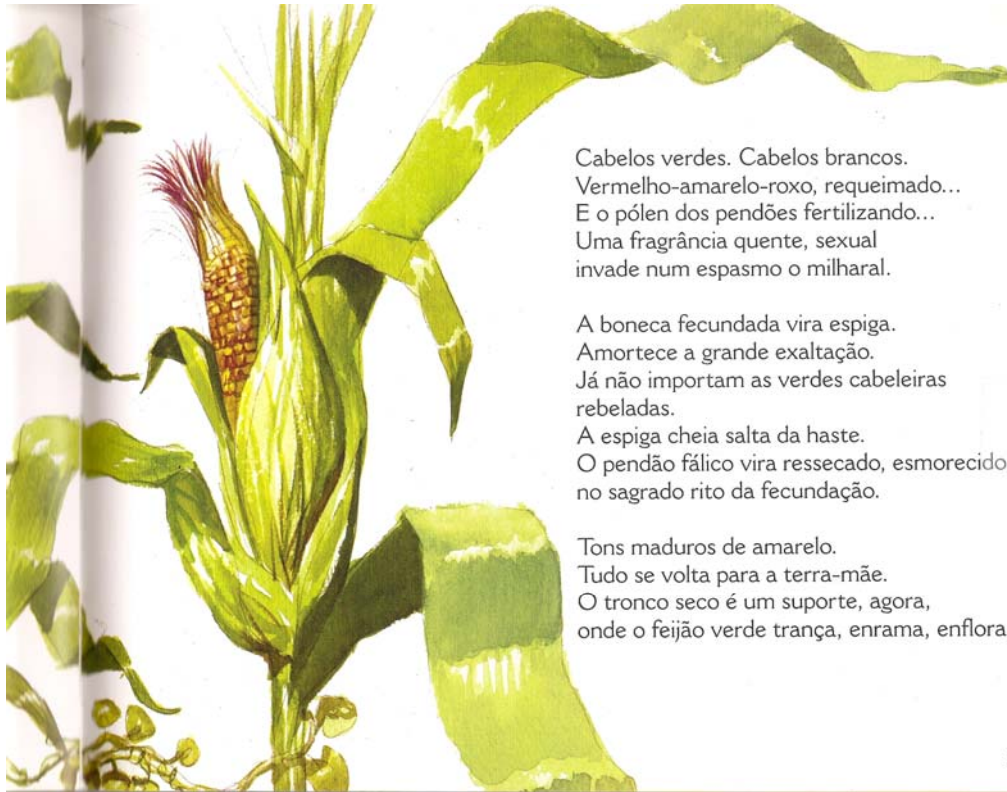 Cabelos verdes. Cabelos brancos.
Vermelho-amarelo-roxo, requeimado...
E o pólen dos pendões fertilizando...
Uma fragrância quente, sexual
invade num espasmo o milharal.
A boneca fecundada vira espiga.
Amortece a grande exaltação.
Já não importam as verdes cabeleiras
rebeladas.
A espiga cheia salta da haste.
O pendão fálico vira ressecado, esmorecido
no sagrado rito da fecundação.
Tons maduros de amarelo.
Tudo se volta para a terra-mãe.
O tronco seco é um suporte, agora,
onde o feijão verde trança, enrama, enflora